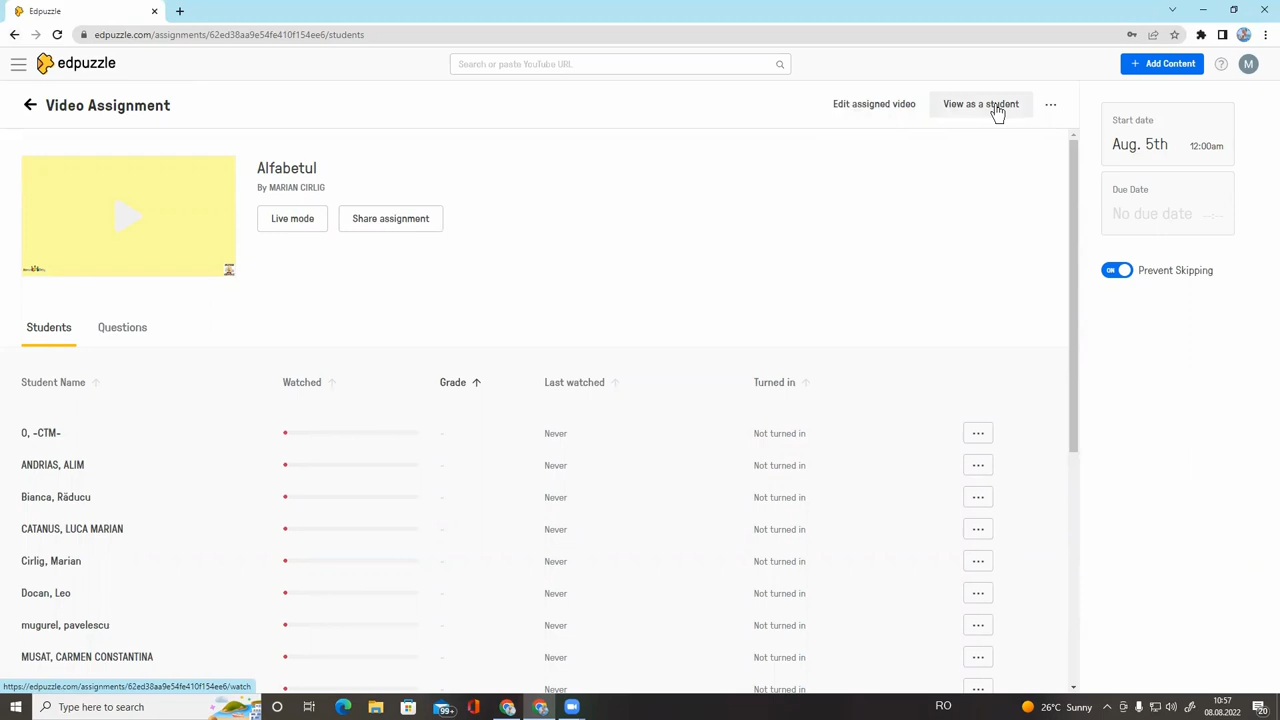 Edpuzzle
edpuzzle.com/assignments/62ed38aa9e54fe410f154ee6/students
edpuzzle
Search or paste YouTube URL
+ Add Content
?
M
Video Assignment
Edit assigned video
View as a student
Start date
Aug. 5th 12:00am
Due Date
No due date --:--
ON Prevent Skipping
Alfabetul
By MARIAN CIRLIG
Live mode
Share assignment
Students
Questions
Student Name Watched Grade Last watched Turned in
O, -CTM- - Never Not turned in
ANDRIAS, ALIM - Never Not turned in
Bianca, Răducu - Never Not turned in
CATANUS, LUCA MARIAN - Never Not turned in
Cirlig, Marian - Never Not turned in
Docan, Leo - Never Not turned in
mugurel, pavelescu - Never Not turned in
MUSAT, CARMEN CONSTANTINA - Never Not turned in
Never Not turned in
https://edpuzzle.com/assignments/62ed38aa9e54fe410f154ee6/watch
Type here to search
99+
RO
26°C Sunny
10:57
08.08.2022
20